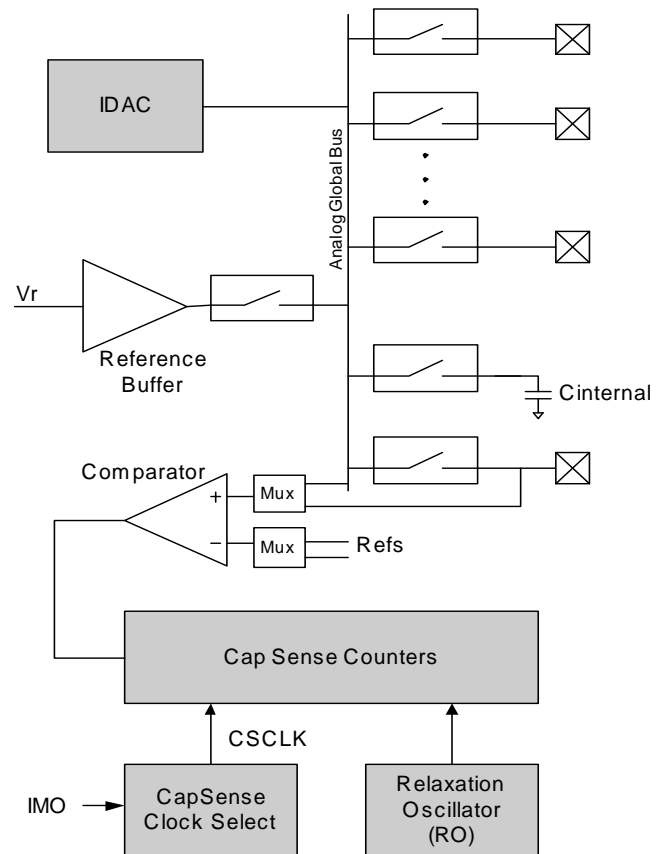 IDAC
Analog Global Bus
Vr
Reference
Buffer
Cinternal
Comparator
+
Mux
−
Mux
Refs
Cap Sense Counters
CSCLK
IMO
CapSense
Clock Select
Relaxation
Oscillator
(RO)